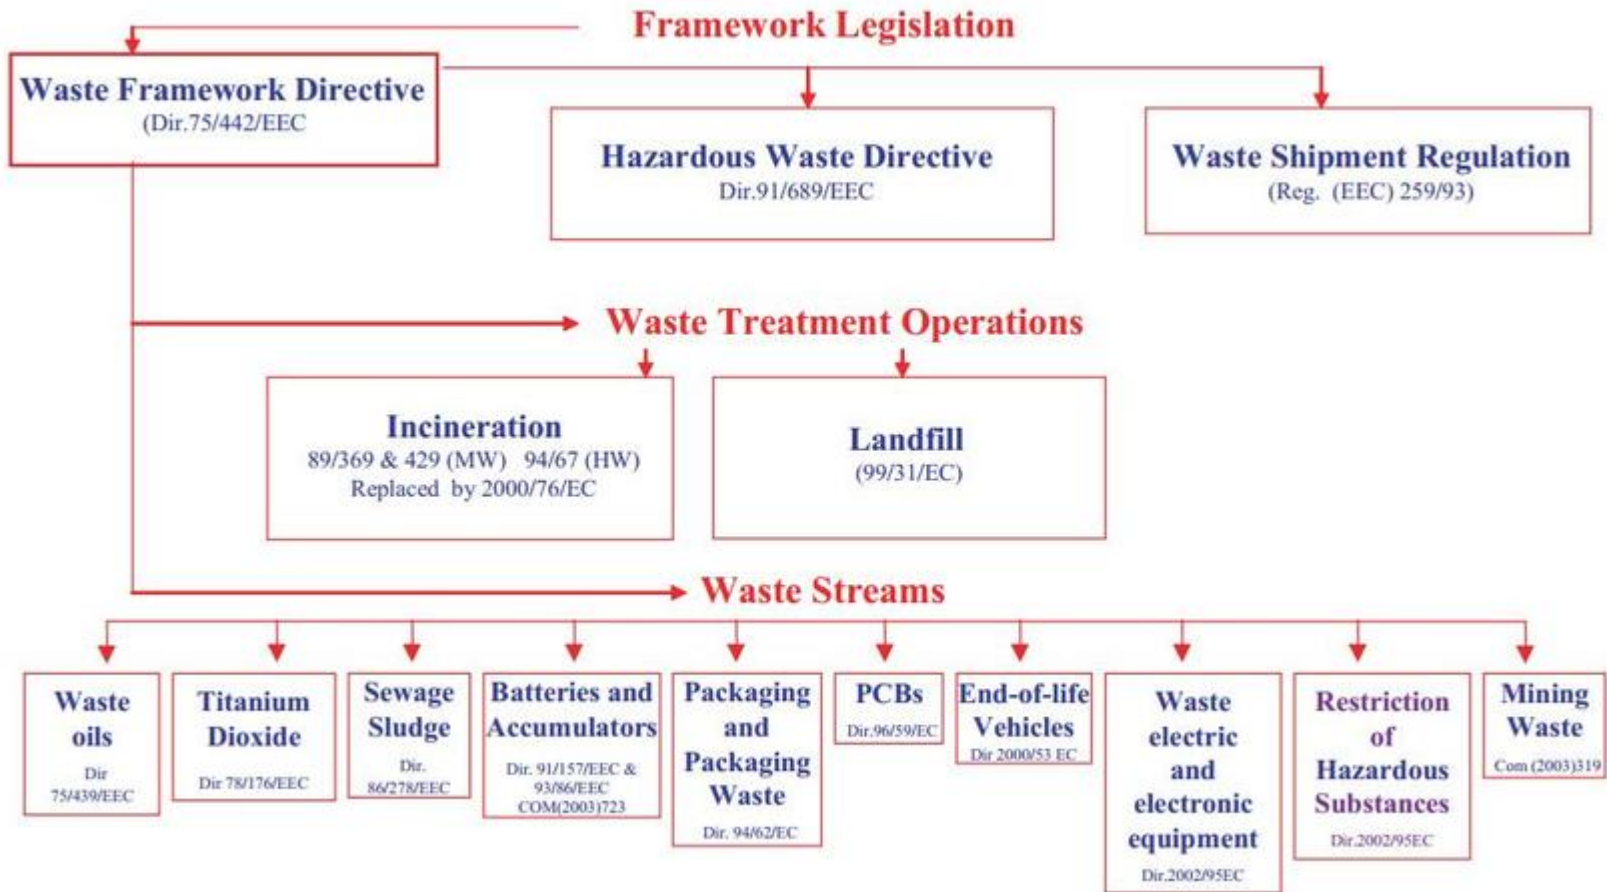 Framework Legislation
Waste Framework Directive
(Dir.75/442/EEC
Hazardous Waste Directive
Dir.91/689/EEC
Waste Shipment Regulation
(Reg. (EEC) 259/93)
Waste Treatment Operations
Incineration
89/369 & 429 (MW) 94/67 (HW)
Replaced by 2000/76/EC
Landfill
(99/31/EC)
Waste Streams
Waste
oils
Dir
75/439/EEC
Titanium
Dioxide
Dir 78/176/EEC
Sewage
Sludge
Dir.
86/278/EEC
Batteries and
Accumulators
Dir. 91/157/EEC &
93/86/EEC
COM(2003)723
Packaging
and
Packaging
Waste
Dir. 94/62/EC
PCBs
Dir.96/59/EC
End-of-life
Vehicles
Dir 2000/53 EC
Waste
electric
and
electronic
equipment
Dir.2002/95EC
Restriction
of
Hazardous
Substances
Dir.2002/95EC
Mining
Waste
Com (2003)319